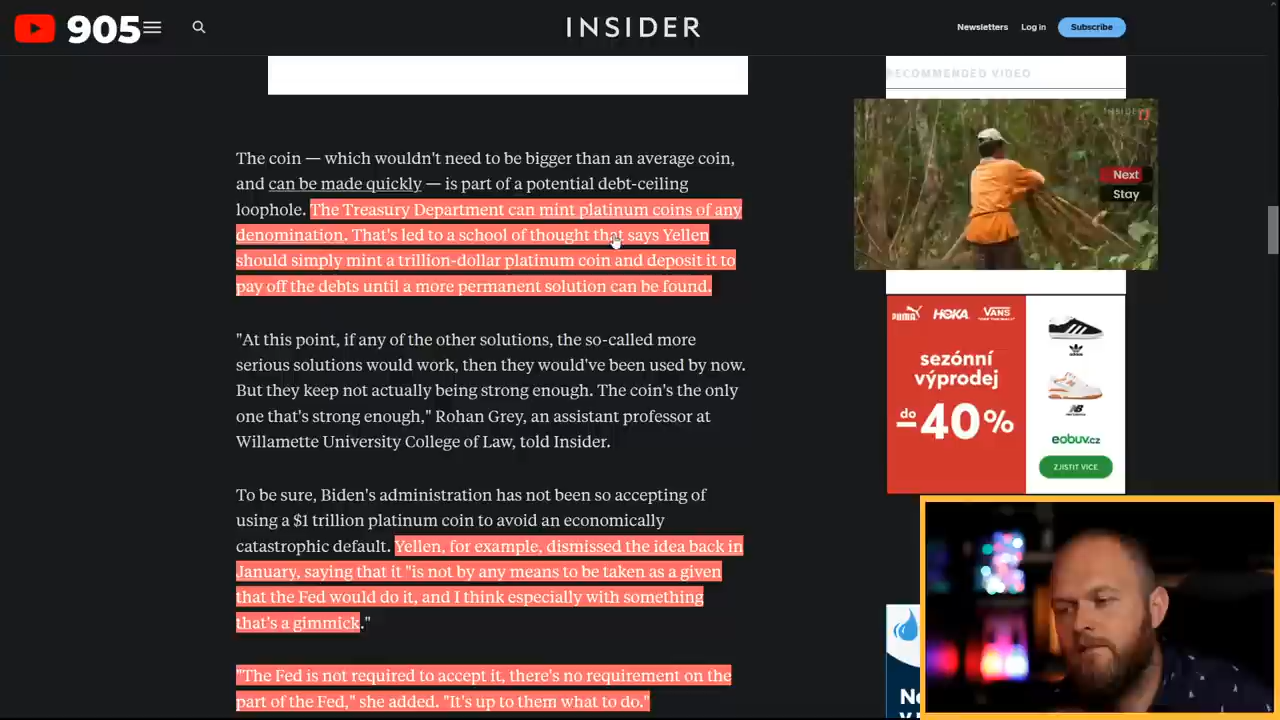 905
INSIDER
Newsletters
Log in
Subscribe
RECOMMENDED VIDEO
INSIDER
Next
Stay
The coin — which wouldn't need to be bigger than an average coin,
and can be made quickly — is part of a potential debt-ceiling
loophole. The Treasury Department can mint platinum coins of any
denomination. That's led to a school of thought that says Yellen
should simply mint a trillion-dollar platinum coin and deposit it to
pay off the debts until a more permanent solution can be found.
"At this point, if any of the other solutions, the so-called more
serious solutions would work, then they would've been used by now.
But they keep not actually being strong enough. The coin's the only
one that's strong enough," Rohan Grey, an assistant professor at
Willamette University College of Law, told Insider.
To be sure, Biden's administration has not been so accepting of
using a $1 trillion platinum coin to avoid an economically
catastrophic default. Yellen, for example, dismissed the idea back in
January, saying that it "is not by any means to be taken as a given
that the Fed would do it, and I think especially with something
that's a gimmick."
"The Fed is not required to accept it, there's no requirement on the
part of the Fed," she added. "It's up to them what to do."
PUMA
HOKA
VANS
"OFF THE WALL"
sezónní
výprodej
do
-40%
adidas
NB
eobuv.cz
ZJISTIT VÍCE